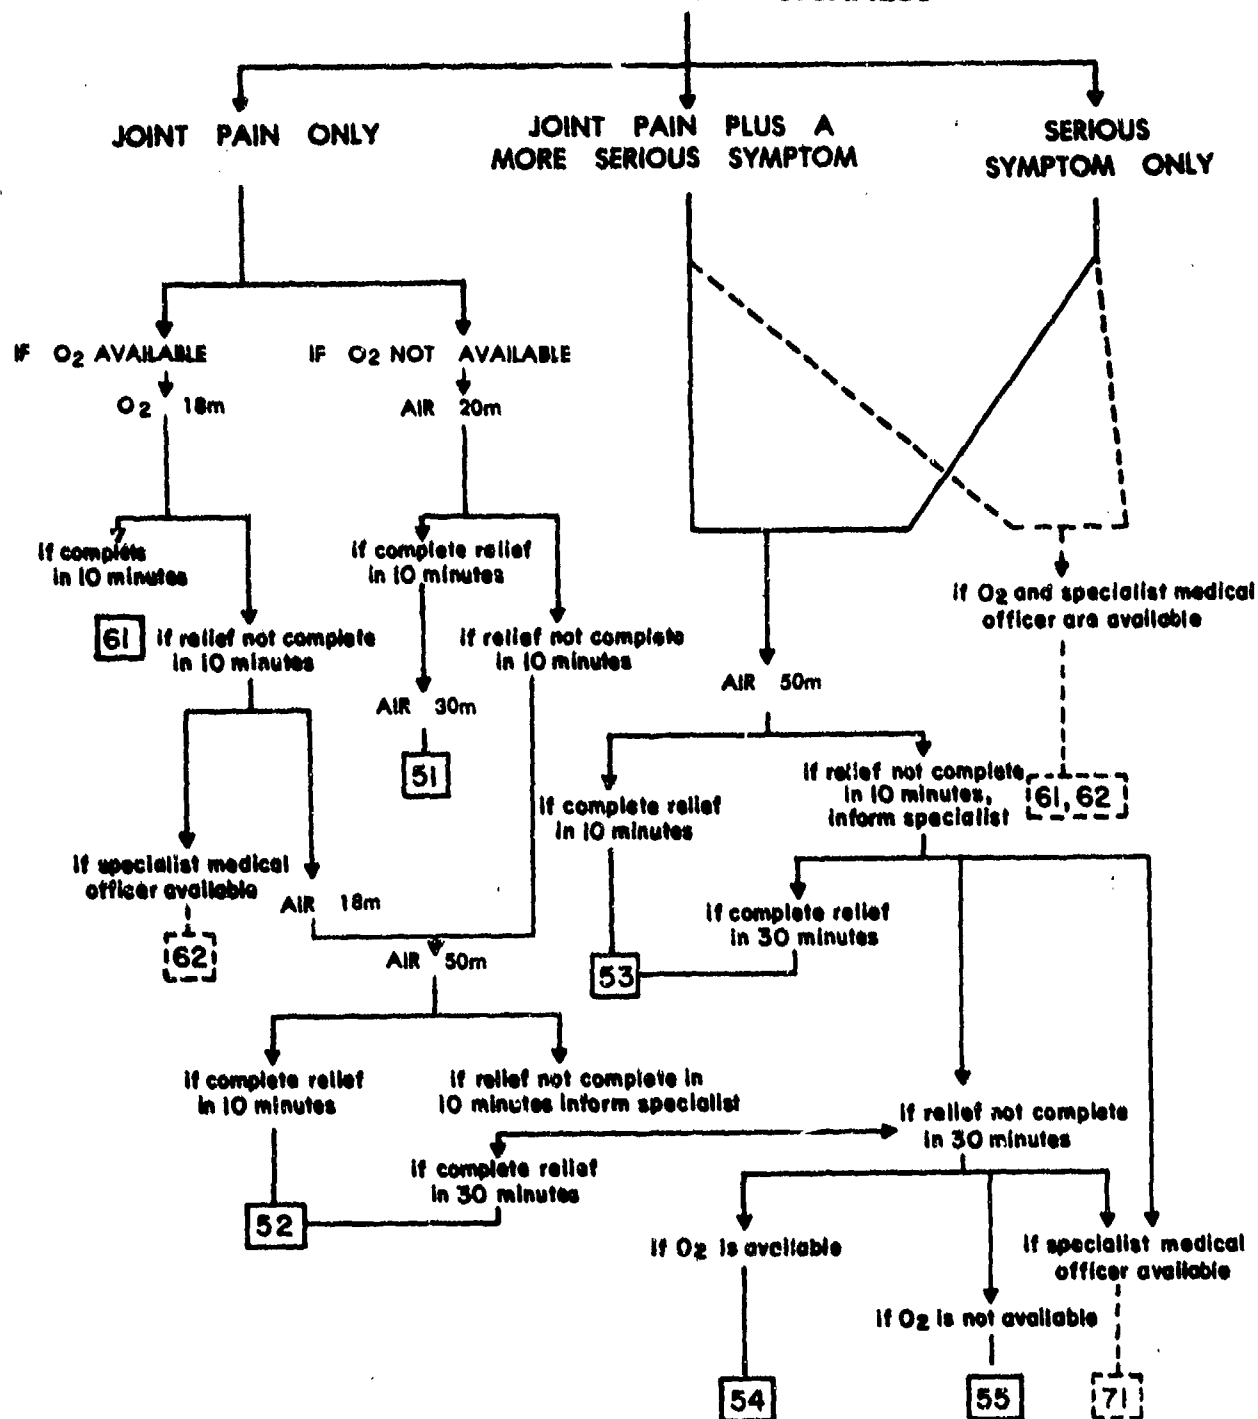 JOINT PAIN ONLY
JOINT PAIN PLUS A
MORE SERIOUS SYMPTOM
SERIOUS
SYMPTOM ONLY
IF O2 AVAILABLE
IF O2 NOT AVAILABLE
O2 18m
AIR 20m
if complete
in 10 minutes
if complete relief
in 10 minutes
if O2 and specialist medical
officer are available
61
if relief not complete
in 10 minutes
if relief not complete
in 10 minutes
AIR 30m
AIR 50m
51
if relief not complete
in 10 minutes,
inform specialist
61, 62
if complete relief
in 10 minutes
if specialist medical
officer available
AIR 18m
if complete relief
in 30 minutes
62
AIR 50m
53
if complete relief
in 10 minutes
if relief not complete in
10 minutes inform specialist
if relief not complete
in 30 minutes
if complete relief
in 30 minutes
52
if O2 is available
if specialist medical
officer available
if O2 is not available
54
55
71